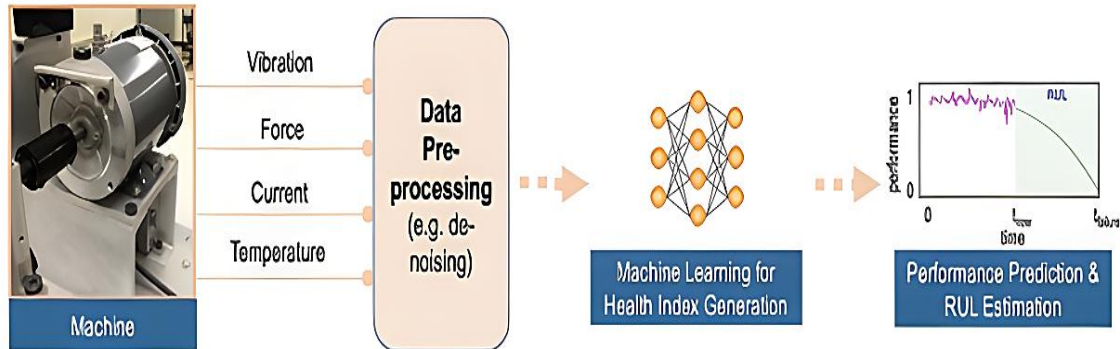 Vibration
Force
Current
Temperature
Machine
Data
Pre-
processing
(e.g. de-
noising)
Machine Learning for
Health Index Generation
performance
1
0
0
time
RUL
Performance Prediction &
RUL Estimation